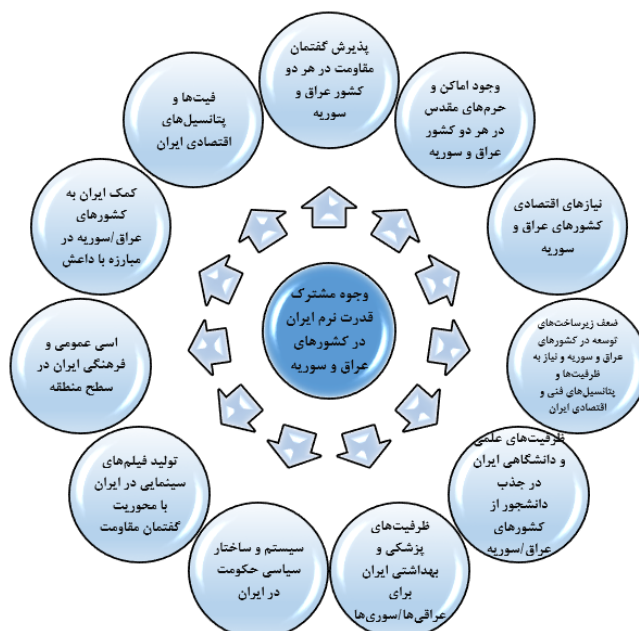 پذیرش گفتمان
مقاومت در هر دو
کشور عراق و
سوریه
وجود اماکن و
حرم‌های مقدس
در هر دو کشور
عراق و سوریه
نیازهای اقتصادی
کشورهای عراق و
سوریه
ضعف زیرساخت‌های
توسعه در کشورهای
عراق و سوریه و نیاز به
ظرفیت‌ها و
پتانسیل‌های فنی و
اقتصادی ایران
ظرفیت‌های علمی
و دانشگاهی ایران
در جذب
دانشجور از
کشورهای
عراق/سوریه
ظرفیت‌های
پزشکی و
بهداشتی ایران
برای
عراقی‌ها/سوری‌ها
سیستم و ساختار
سیاسی حکومت
در ایران
تولید فیلم‌های
سینمایی در ایران
با محوریت
گفتمان مقاومت
اسی عمومی و
فرهنگی ایران در
سطح منطقه
کمک ایران به
کشورهای
عراق/سوریه در
مبارزه با داعش
فیت‌ها و
پتانسیل‌های
اقتصادی ایران
وجوه مشترک
قدرت نرم ایران
در کشورهای
عراق و سوریه